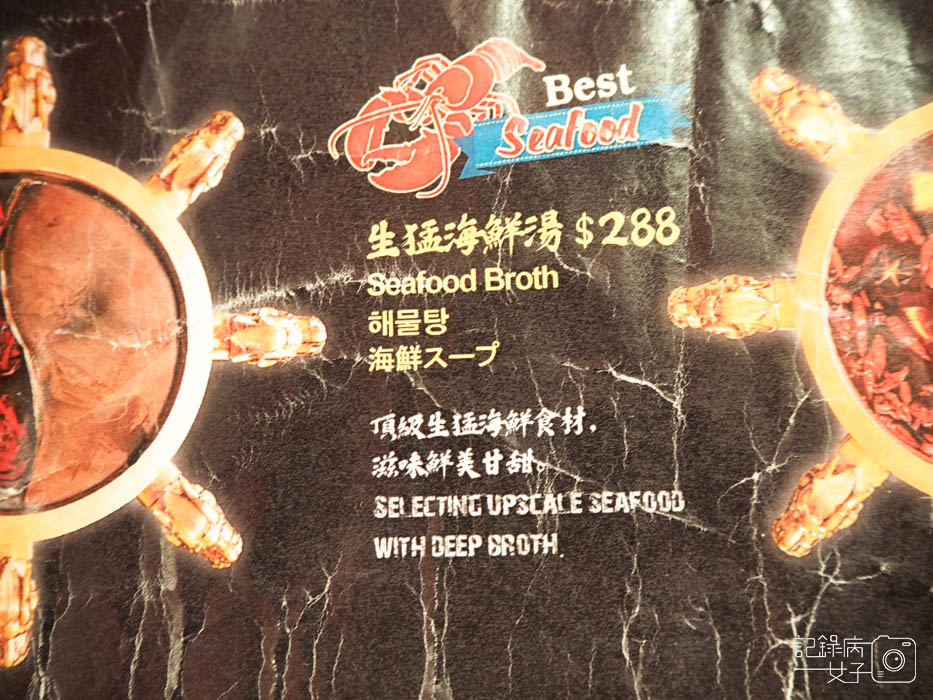 Best
Seafood
生猛海鮮湯 $288
Seafood Broth
해물탕
海鮮スープ
頂級生猛海鮮食材，
滋味鮮美甘甜。
SELECTING UPSCALE SEAFOOD
WITH DEEP BROTH.
記錄病
女子